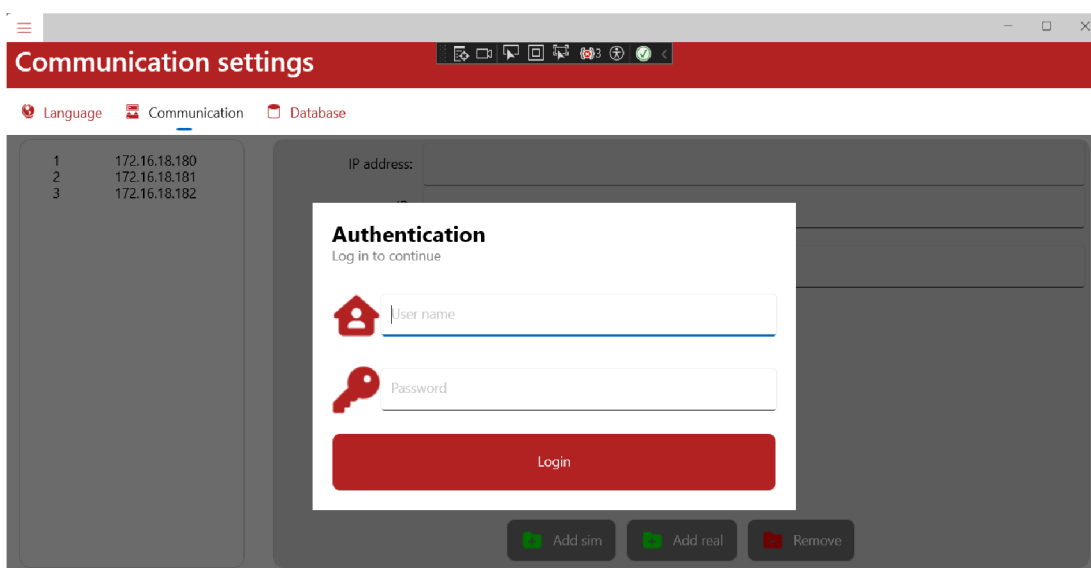 Communication settings
3
Language Communication Database
1 172.16.18.180
2 172.16.18.181
3 172.16.18.182
IP address:
Authentication
Log in to continue
User name
Password
Login
Add sim Add real Remove